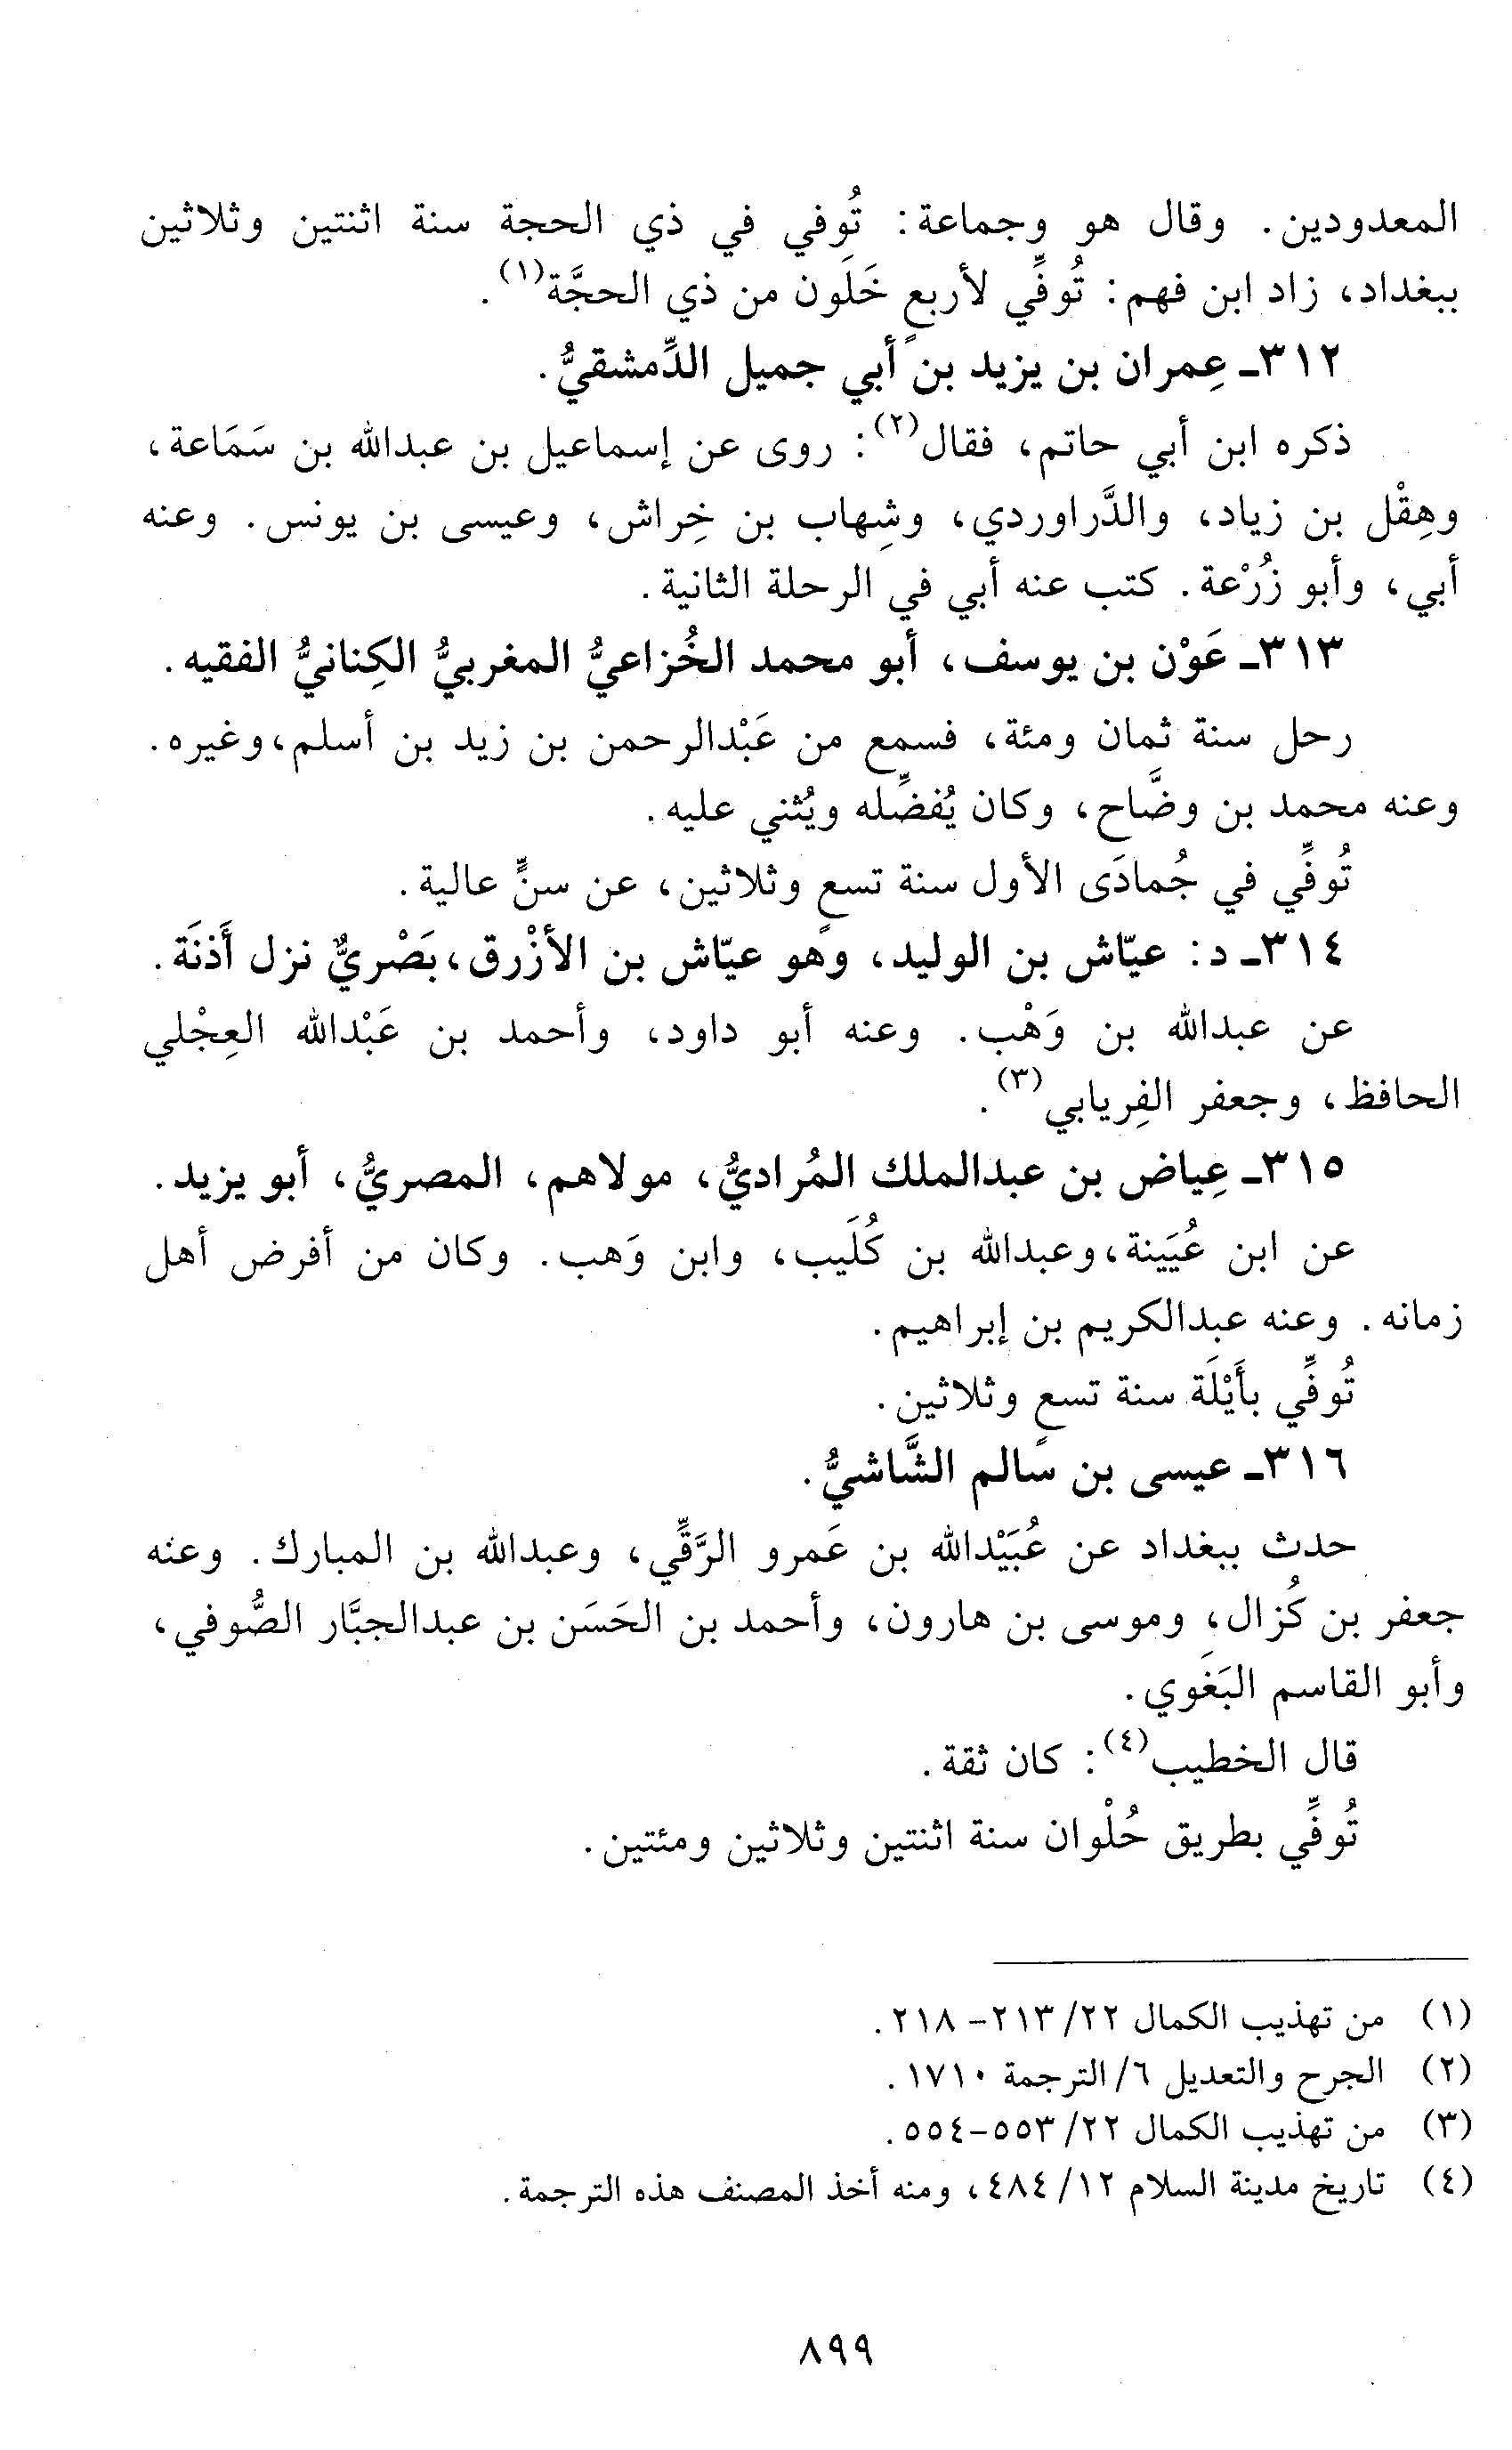 المعدودين. وقال هو وجماعة: تُوفي في ذي الحجة سنة اثنتين وثلاثين
ببغداد، زاد ابن فهم: تُوفِّي لأربعٍ خَلَون من ذي الحجَّة(١).
٣١٢ـ عِمران بن يزيد بن أبي جميل الدِّمشقيُّ.
ذكره ابن أبي حاتم، فقال(٢): روى عن إسماعيل بن عبدالله بن سَمَاعة،
وهِقْل بن زياد، والدَّراوردي، وشِهاب بن خِراش، وعيسى بن يونس. وعنه
أبي، وأبو زُرْعة. كتب عنه أبي في الرحلة الثانية.
٣١٣ـ عَوْن بن يوسف، أبو محمد الخُزاعيُّ المغربيُّ الكِنانيُّ الفقيه.
رحل سنة ثمان ومئة، فسمع من عَبْدالرحمن بن زيد بن أسلم، وغيره.
وعنه محمد بن وضَّاح، وكان يُفضِّله ويُثني عليه.
تُوفِّي في جُمادَى الأول سنة تسعٍ وثلاثين، عن سنٍّ عالية.
٣١٤ـ د: عيّاش بن الوليد، وهو عيّاش بن الأزْرق، بَصْريٌّ نزل أَذنَة.
عن عبدالله بن وَهْب. وعنه أبو داود، وأحمد بن عَبْدالله العِجْلي
الحافظ، وجعفر الفِريابي(٣).
٣١٥ـ عِياض بن عبدالملك المُراديُّ، مولاهم، المصريُّ، أبو يزيد.
عن ابن عُيَينة، وعبدالله بن كُلَيب، وابن وَهب. وكان من أفرض أهل
زمانه. وعنه عبدالكريم بن إبراهيم.
تُوفِّي بأَيْلَة سنة تسعٍ وثلاثين.
٣١٦ـ عيسى بن سالم الشَّاشيُّ.
حدث ببغداد عن عُبَيْدالله بن عَمرو الرَّقِّي، وعبدالله بن المبارك. وعنه
جعفر بن كُزال، وموسى بن هارون، وأحمد بن الحَسَن بن عبدالجبَّار الصُّوفي،
وأبو القاسم البَغَوي.
قال الخطيب(٤): كان ثقة.
تُوفِّي بطريق حُلْوان سنة اثنتين وثلاثين ومئتين.
(١) من تهذيب الكمال ٢٢/ ٢١٣- ٢١٨.
(٢) الجرح والتعديل ٦/ الترجمة ١٧١٠.
(٣) من تهذيب الكمال ٢٢/ ٥٥٣-٥٥٤.
(٤) تاريخ مدينة السلام ١٢/ ٤٨٤، ومنه أخذ المصنف هذه الترجمة.
٨٩٩